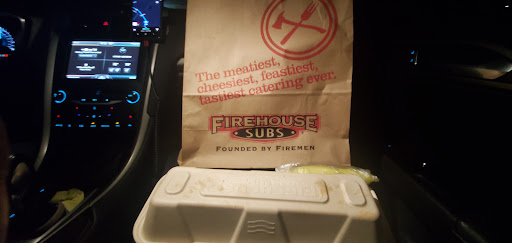 The meatiest,
cheesiest, feastiest,
tastiest catering ever.
FIREHOUSE
SUBS
FOUNDED BY FIREMEN